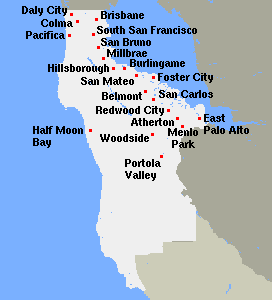 Daly City
Brisbane
Colma
South San Francisco
Pacifica
San Bruno
Millbrae
Hillsborough
Burlingame
San Mateo
Foster City
Belmont
San Carlos
Redwood City
Atherton
East
Palo Alto
Half Moon
Bay
Woodside
Menlo
Park
Portola
Valley